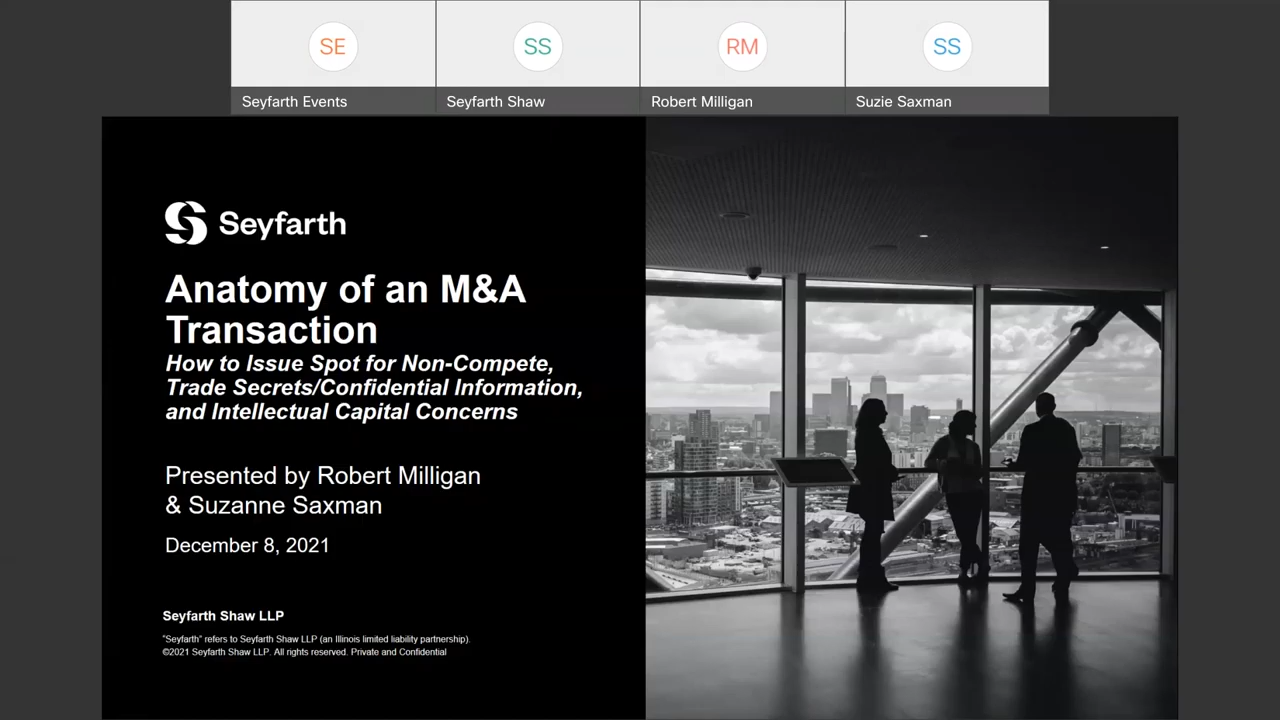 SE
SS
RM
SS
Seyfarth Events
Seyfarth Shaw
Robert Milligan
Suzie Saxman
Seyfarth
Anatomy of an M&A
Transaction
How to Issue Spot for Non-Compete,
Trade Secrets/Confidential Information,
and Intellectual Capital Concerns
Presented by Robert Milligan
& Suzanne Saxman
December 8, 2021
Seyfarth Shaw LLP
"Seyfarth" refers to Seyfarth Shaw LLP (an Illinois limited liability partnership).
©2021 Seyfarth Shaw LLP. All rights reserved. Private and Confidential